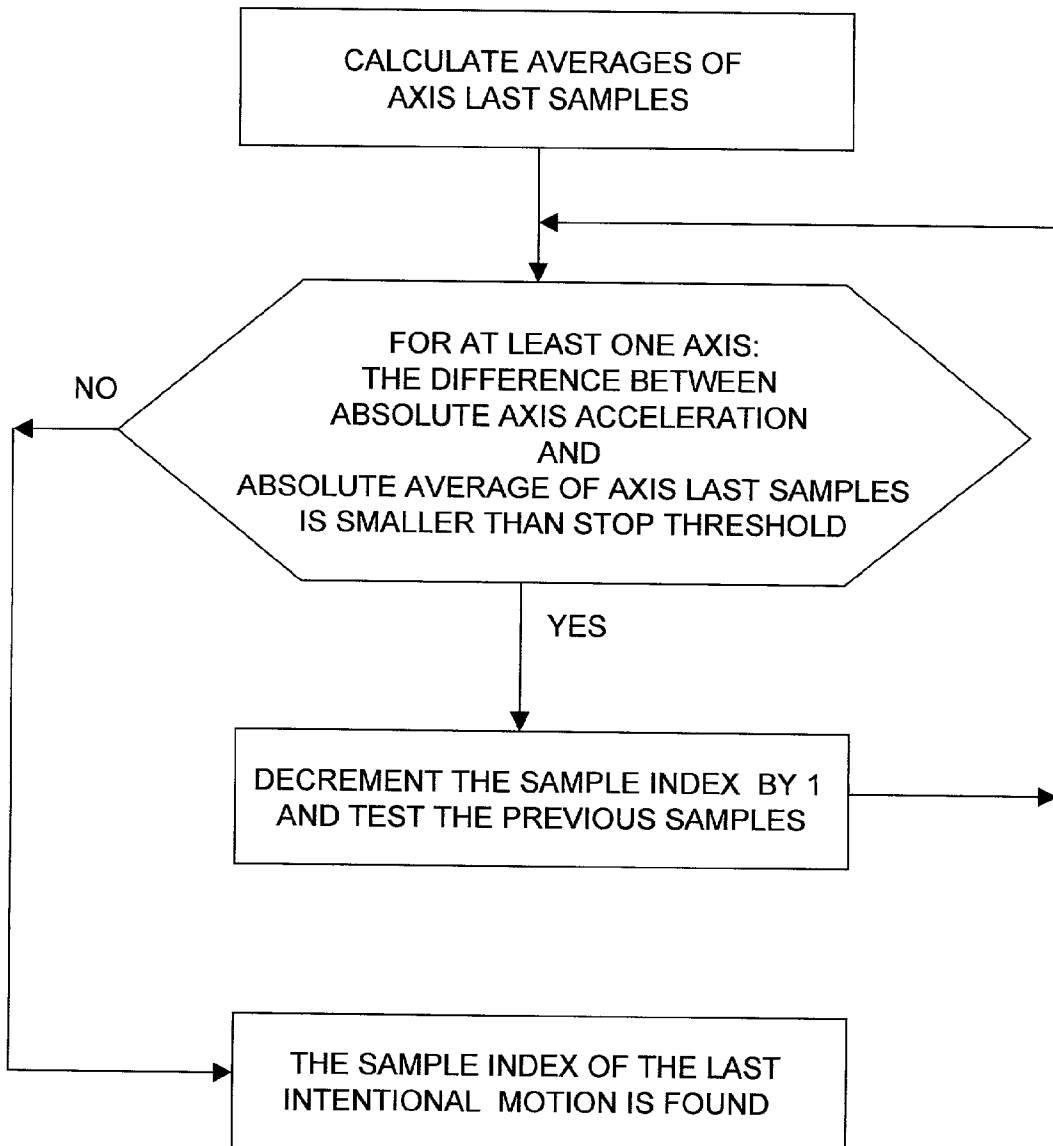 CALCULATE AVERAGES OF
AXIS LAST SAMPLES
FOR AT LEAST ONE AXIS:
THE DIFFERENCE BETWEEN
ABSOLUTE AXIS ACCELERATION
AND
ABSOLUTE AVERAGE OF AXIS LAST SAMPLES
IS SMALLER THAN STOP THRESHOLD
NO
YES
DECREMENT THE SAMPLE INDEX BY 1
AND TEST THE PREVIOUS SAMPLES
THE SAMPLE INDEX OF THE LAST
INTENTIONAL MOTION IS FOUND